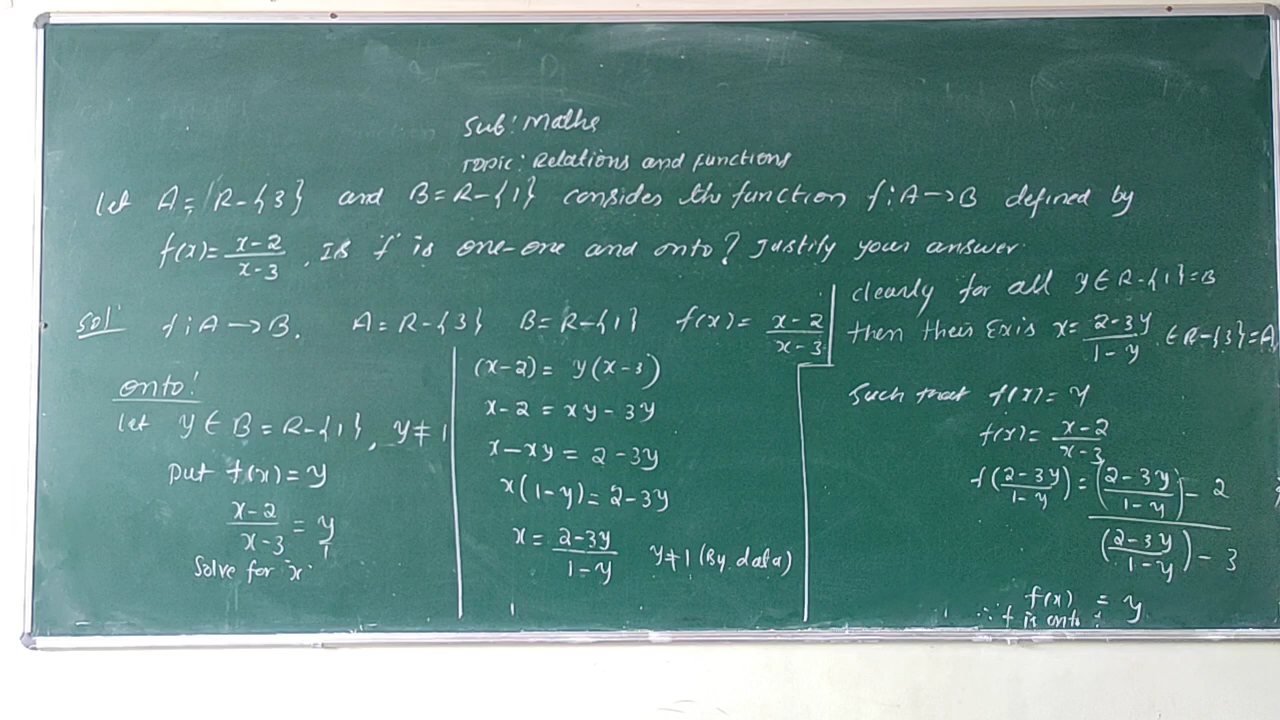 Sub: Maths
Topic: Relations and functions
let A = R-{3} and B = R-{1} consider the function f: A→B defined by
f(x) = (x-2)/(x-3). Is f is one-one and onto? Justify your answer.
Sol f: A→B. A = R-{3} B = R-{1} f(x) = (x-2)/(x-3)
onto:
let y ∈ B = R-{1}, y ≠ 1
Put f(x) = y
(x-2)/(x-3) = y/1
Solve for 'x'
(x-2) = y(x-3)
x-2 = xy-3y
x-xy = 2-3y
x(1-y) = 2-3y
x = (2-3y)/(1-y) y ≠ 1 (By data)
clearly for all y ∈ R-{1} = B
then their Exis x = (2-3y)/(1-y) ∈ R-{3} = A
Such that f(x) = y
f(x) = (x-2)/(x-3)
f((2-3y)/(1-y)) = (((2-3y)/(1-y)) - 2)/(((2-3y)/(1-y)) - 3)
f(x) = y
∴ f is onto